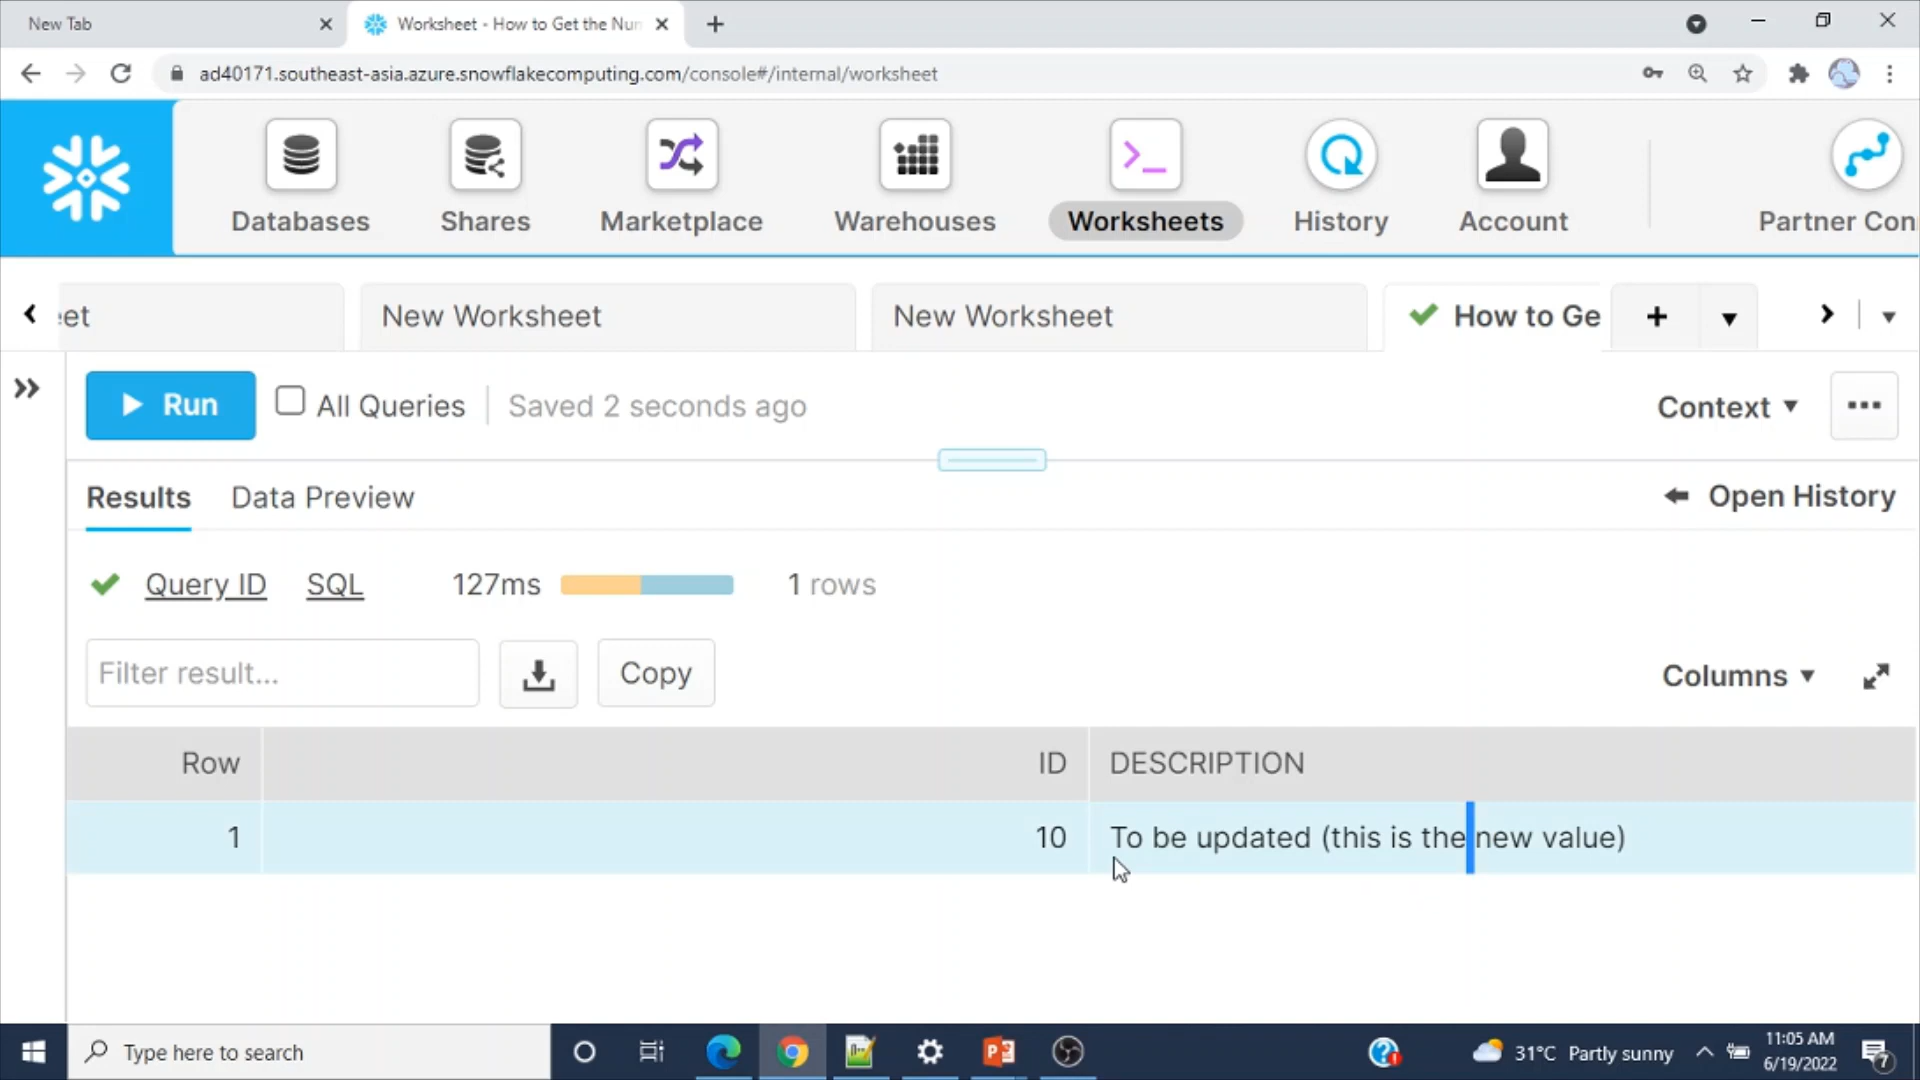 New Tab
Worksheet - How to Get the Num
ad40171.southeast-asia.azure.snowflakecomputing.com/console#/internal/worksheet
Databases
Shares
Marketplace
Warehouses
Worksheets
History
Account
Partner Con
eet
New Worksheet
New Worksheet
How to Ge
Run
All Queries
Saved 2 seconds ago
Context
Results
Data Preview
Open History
Query ID
SQL
127ms
1 rows
Filter result...
Copy
Columns
Row
ID
DESCRIPTION
1
10
To be updated (this is the new value)
Type here to search
31°C Partly sunny
11:05 AM
6/19/2022
7